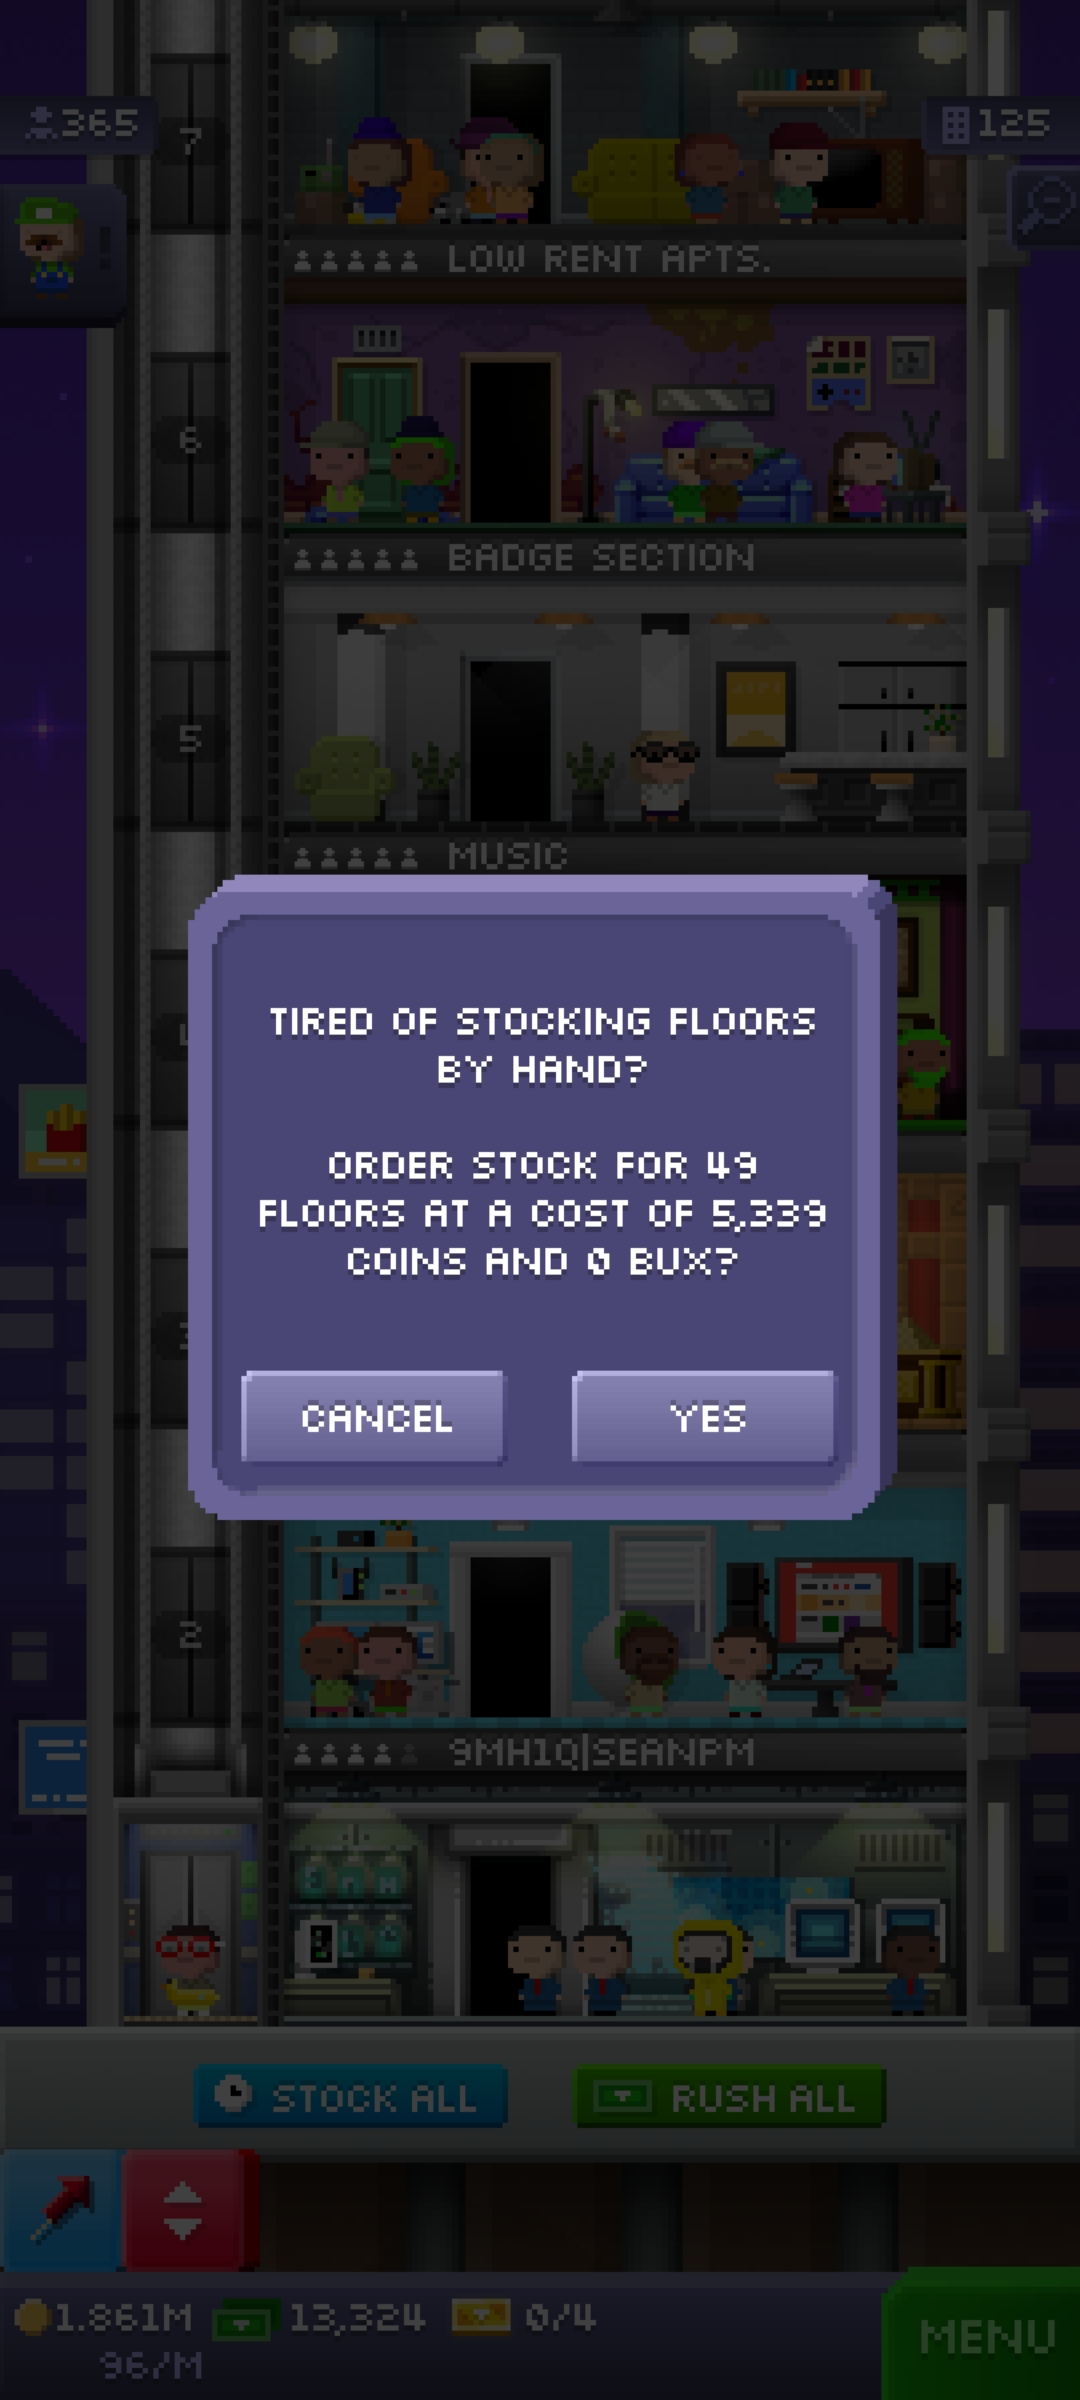 365
125
7
LOW RENT APTS.
6
BADGE SECTION
5
MUSIC
TIRED OF STOCKING FLOORS
BY HAND?
ORDER STOCK FOR 49
FLOORS AT A COST OF 5,339
COINS AND 0 BUX?
CANCEL
YES
2
9MH1Q|SEANPM
STOCK ALL
RUSH ALL
1.861M
13,324
0/4
96/M
MENU